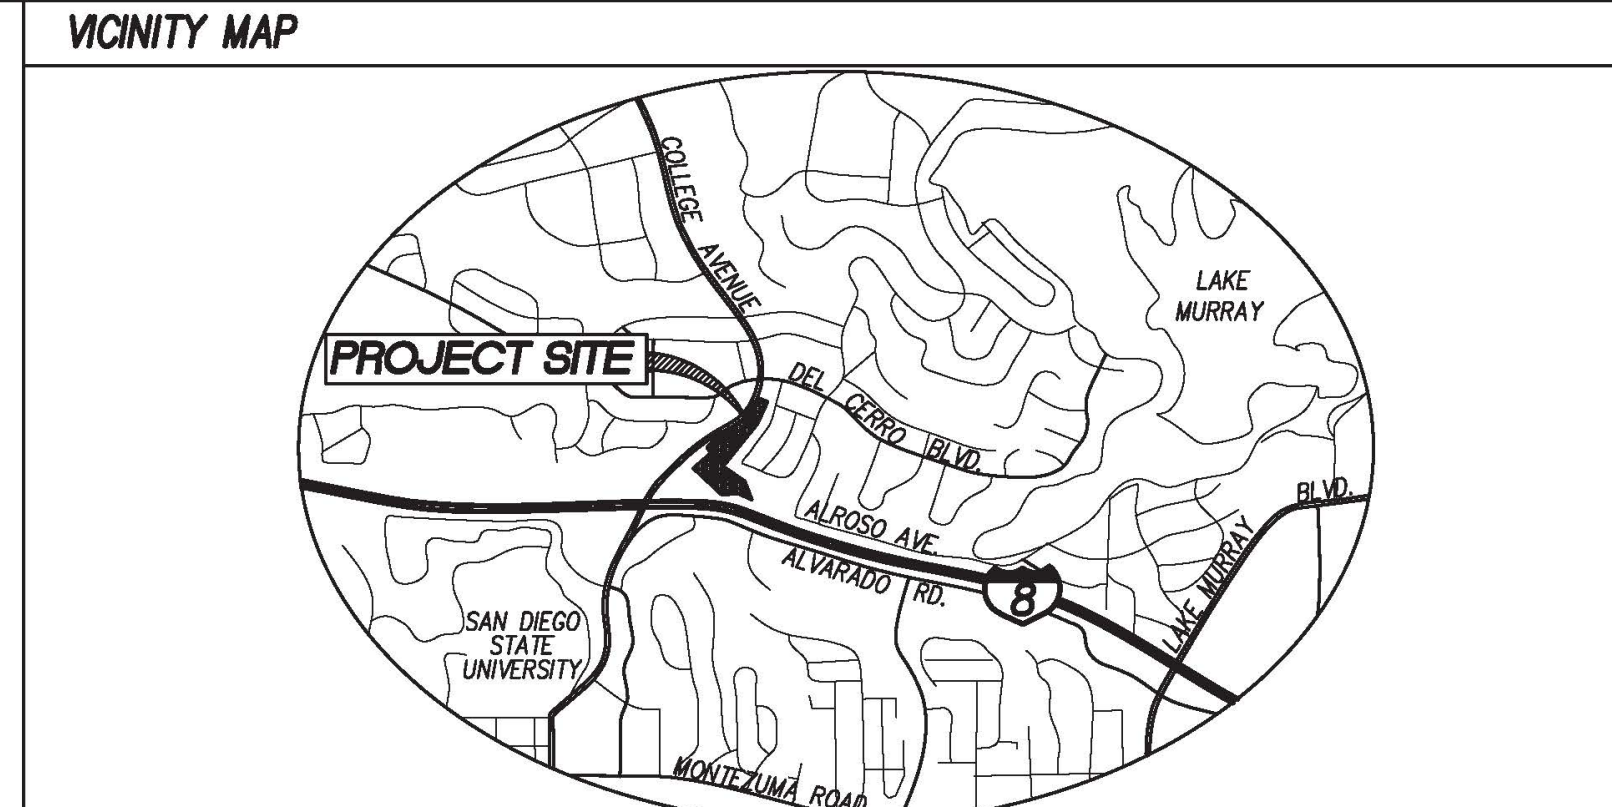 VICINITY MAP
COLLEGE AVENUE
LAKE
MURRAY
PROJECT SITE
DEL CERRO BLVD.
ALROSO AVE.
ALVARADO RD.
8
LAKE MURRAY BLVD.
SAN DIEGO
STATE
UNIVERSITY
MONTEZUMA ROAD